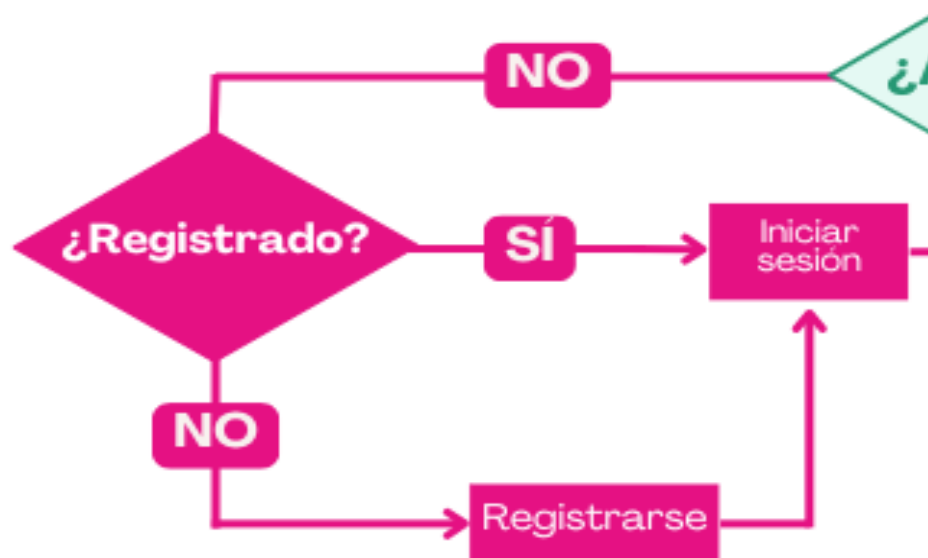 NO
¿Registrado?
SÍ
Iniciar
sesión
NO
Registrarse